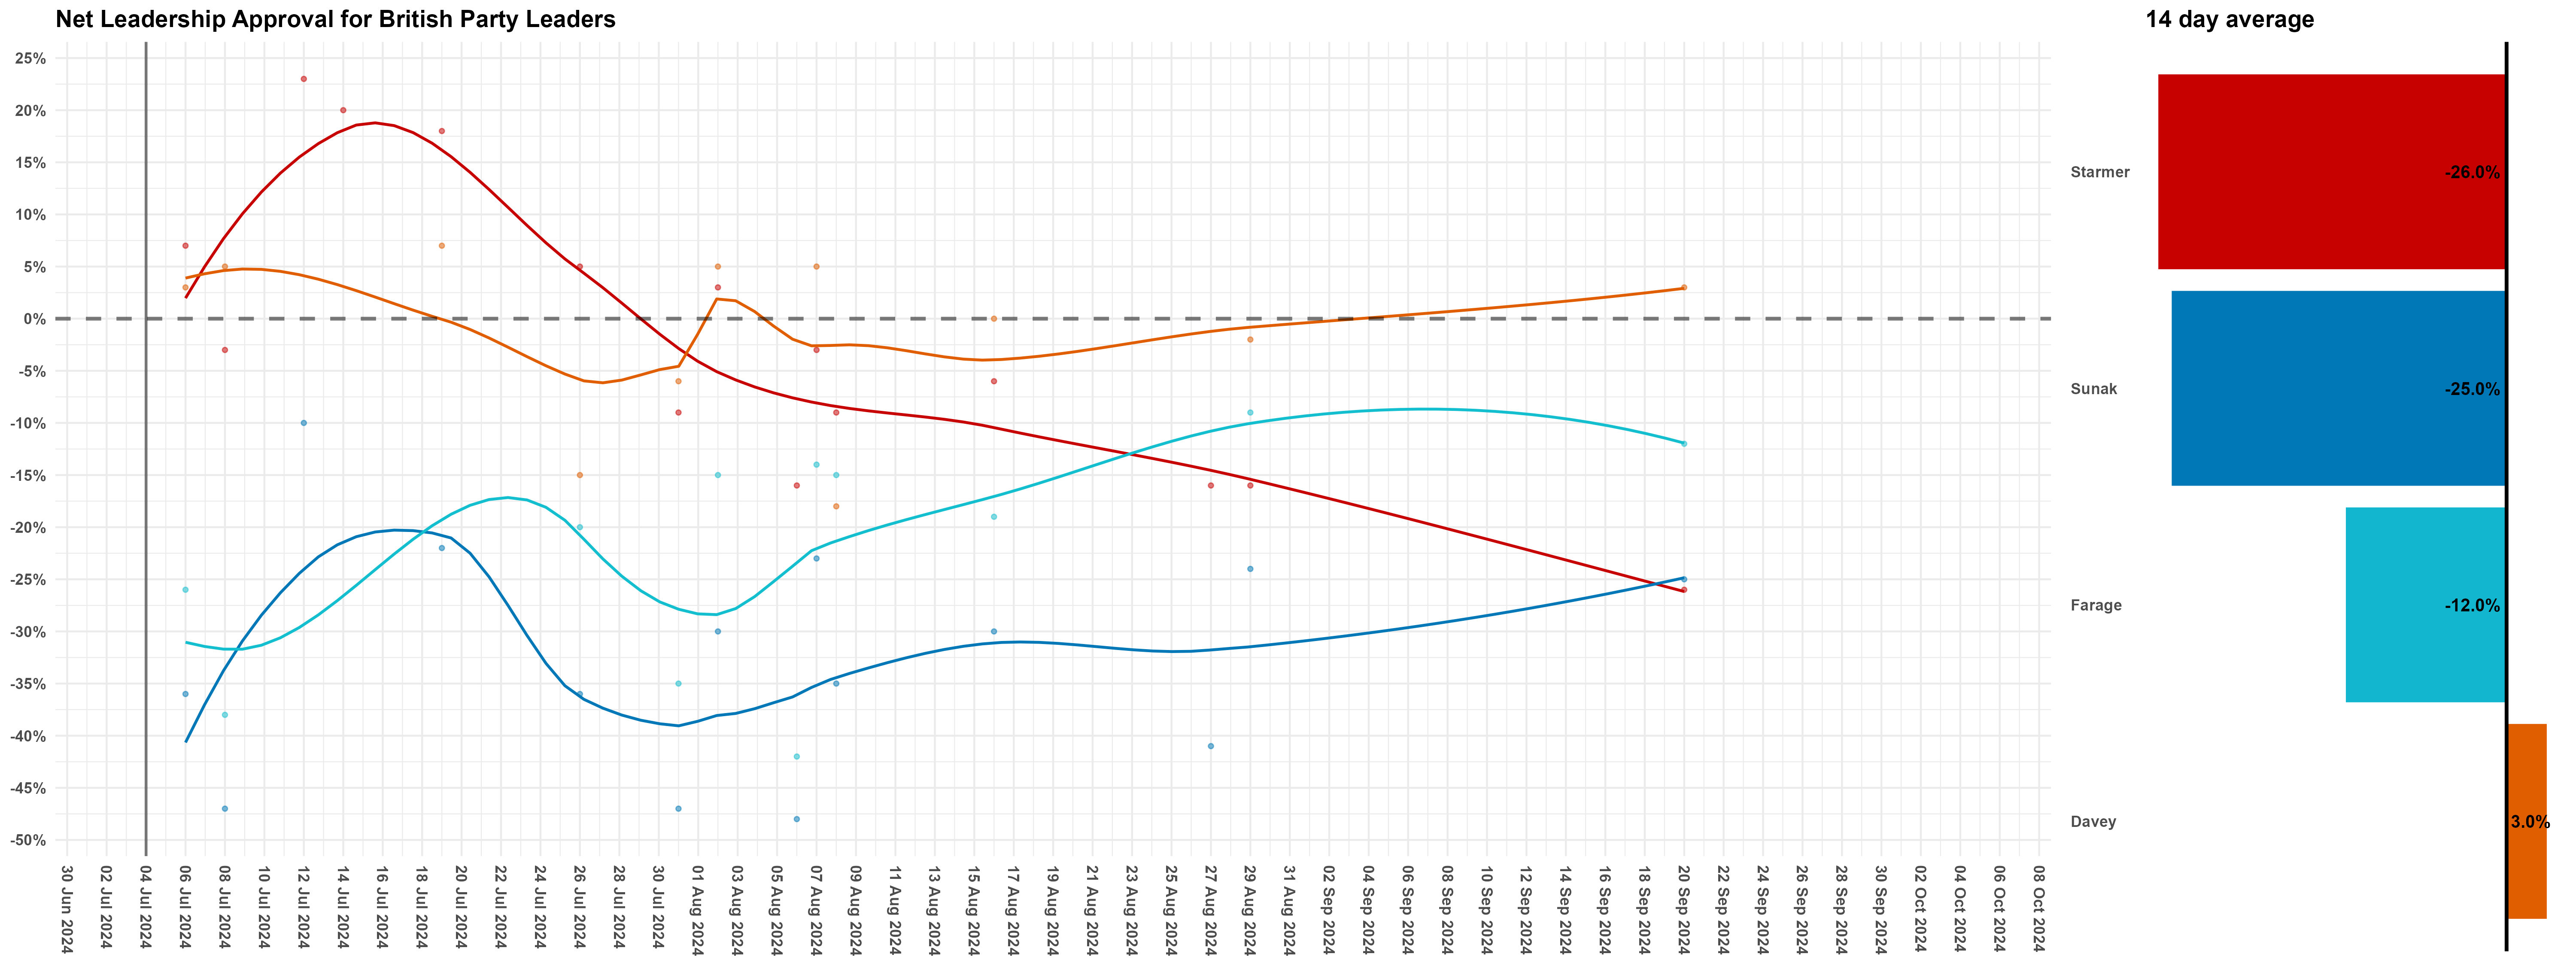 Net Leadership Approval for British Party Leaders
25%
20%
15%
10%
5%
0%
-5%
-10%
-15%
-20%
-25%
-30%
-35%
-40%
-45%
-50%
30 Jun 2024
02 Jul 2024
04 Jul 2024
06 Jul 2024
08 Jul 2024
10 Jul 2024
12 Jul 2024
14 Jul 2024
16 Jul 2024
18 Jul 2024
20 Jul 2024
22 Jul 2024
24 Jul 2024
26 Jul 2024
28 Jul 2024
30 Jul 2024
01 Aug 2024
03 Aug 2024
05 Aug 2024
07 Aug 2024
09 Aug 2024
11 Aug 2024
13 Aug 2024
15 Aug 2024
17 Aug 2024
19 Aug 2024
21 Aug 2024
23 Aug 2024
25 Aug 2024
27 Aug 2024
29 Aug 2024
31 Aug 2024
02 Sep 2024
04 Sep 2024
06 Sep 2024
08 Sep 2024
10 Sep 2024
12 Sep 2024
14 Sep 2024
16 Sep 2024
18 Sep 2024
20 Sep 2024
22 Sep 2024
24 Sep 2024
26 Sep 2024
28 Sep 2024
30 Sep 2024
02 Oct 2024
04 Oct 2024
06 Oct 2024
08 Oct 2024
14 day average
Starmer
-26.0%
Sunak
-25.0%
Farage
-12.0%
Davey
3.0%